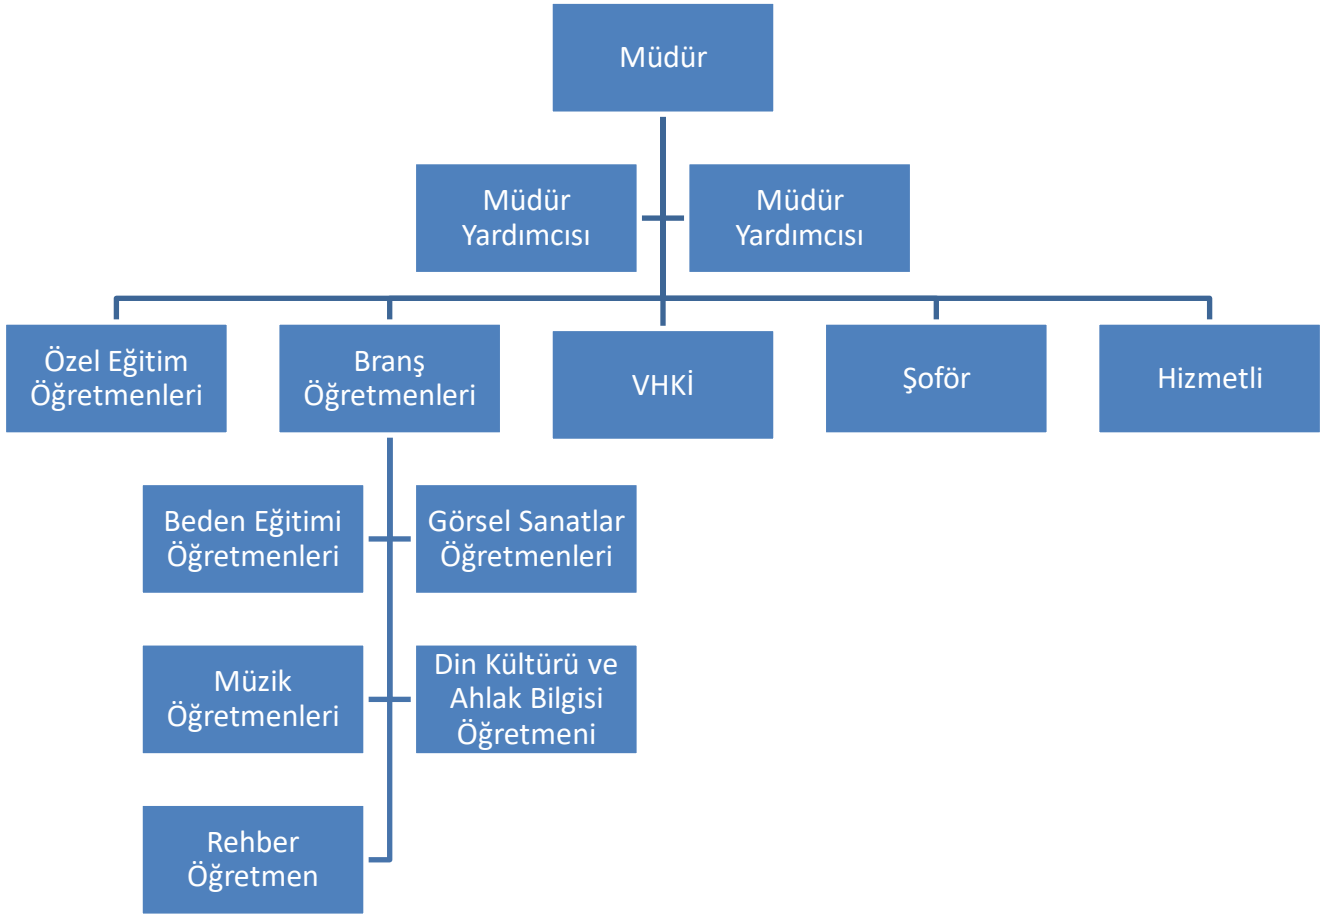 Müdür
Müdür
Yardımcısı
Müdür
Yardımcısı
Özel Eğitim
Öğretmenleri
Branş
Öğretmenleri
VHKİ
Şoför
Hizmetli
Beden Eğitimi
Öğretmenleri
Görsel Sanatlar
Öğretmenleri
Müzik
Öğretmenleri
Din Kültürü ve
Ahlak Bilgisi
Öğretmeni
Rehber
Öğretmen